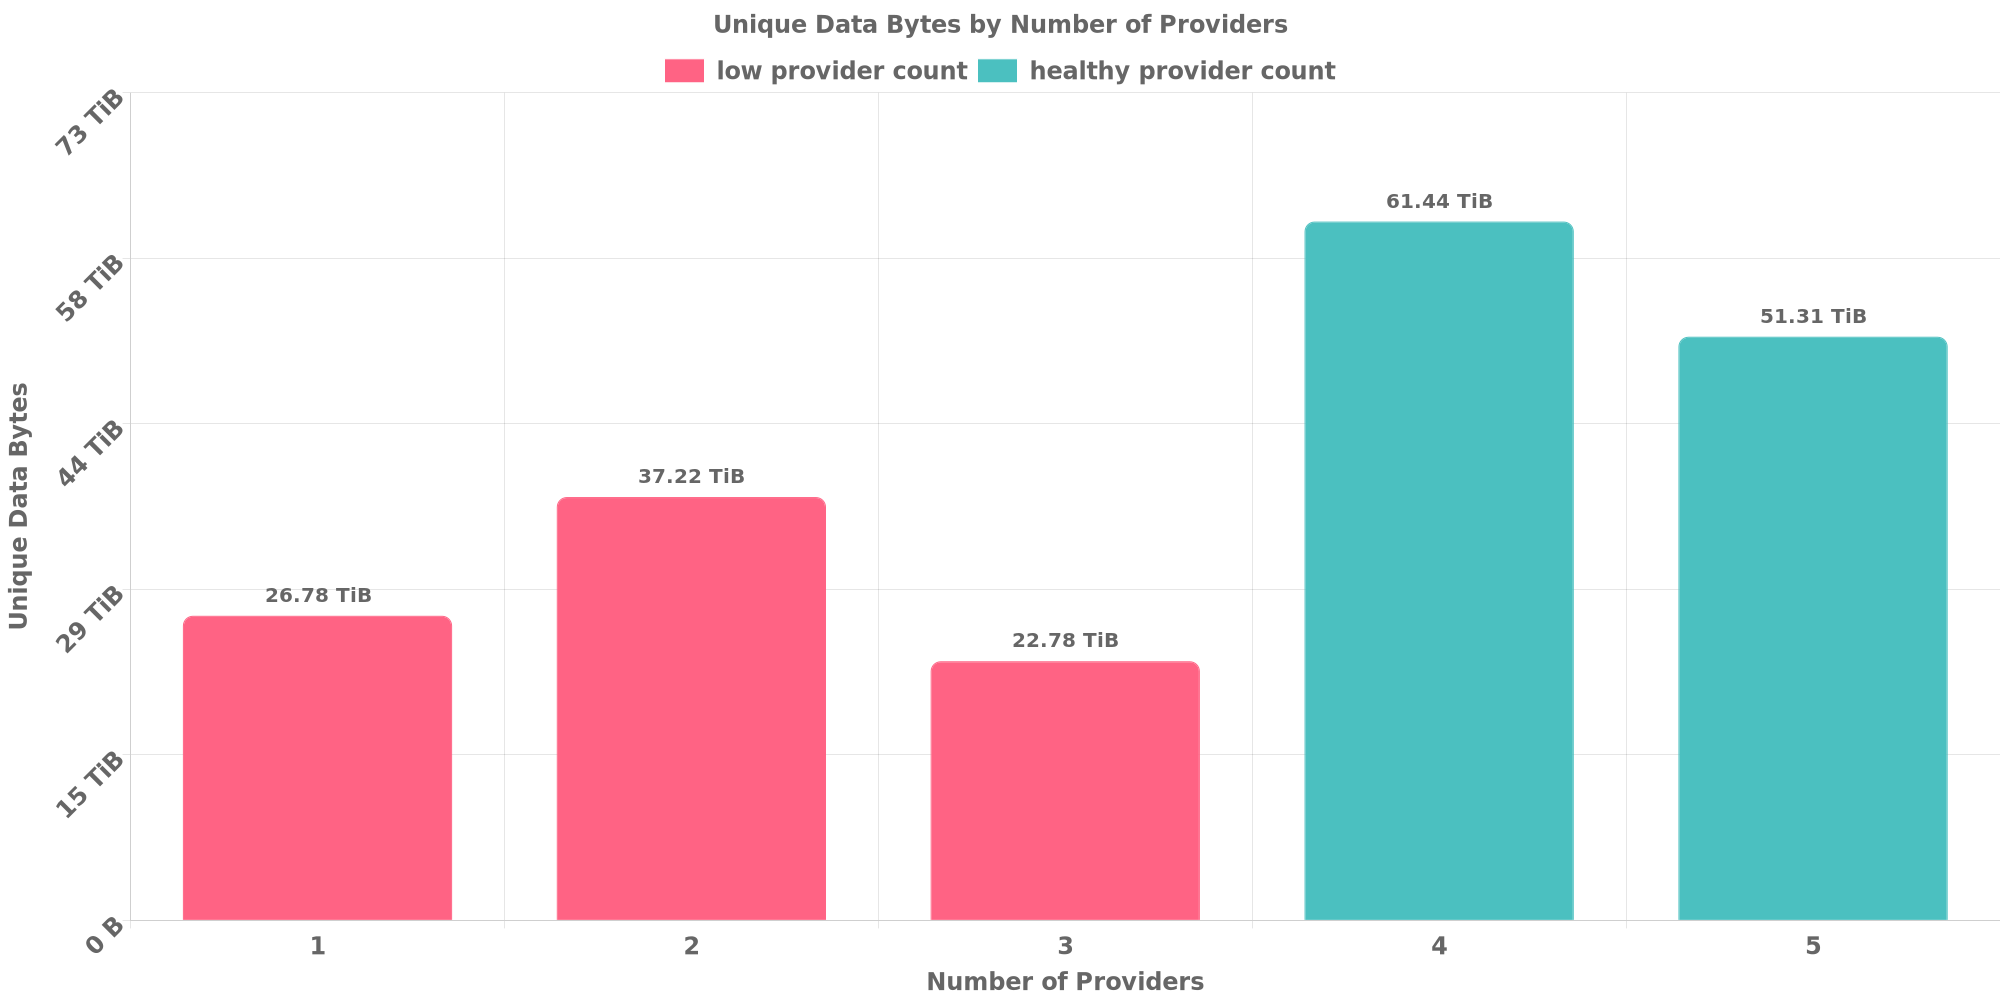 Unique Data Bytes by Number of Providers
low provider count
healthy provider count
73 TiB
58 TiB
44 TiB
29 TiB
15 TiB
0 B
Unique Data Bytes
26.78 TiB
37.22 TiB
22.78 TiB
61.44 TiB
51.31 TiB
1
2
3
4
5
Number of Providers